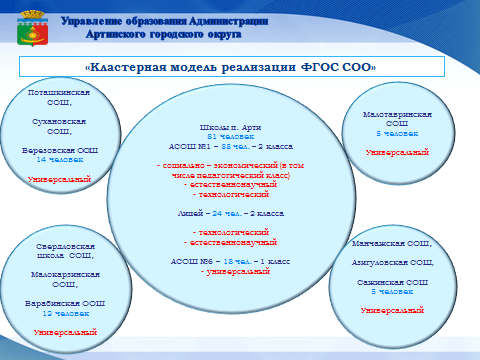 Управление образования Администрации
Артинского городского округа
«Кластерная модель реализации ФГОС СОО»
Поташкинская
СОШ,
Сухановская
СОШ,
Березовская ООШ
14 человек
Универсальный
Школы п. Арти
81 человек
АСОШ №1 – 38 чел. – 2 класса
- социально – экономический (в том
числе педагогический класс)
- естественнонаучный
- технологический
Лицей – 24 чел. – 2 класса
- технологический
- естественнонаучный
АСОШ №6 – 18 чел. – 1 класс
- универсальный
Малотавринская
СОШ
5 человек
Универсальный
Свердловская
школа СОШ,
Малокарзинская
ООШ,
Барабинская ООШ
12 человек
Универсальный
Манчажская СОШ,
Азигуловская СОШ,
Сажинская СОШ
5 человек
Универсальный